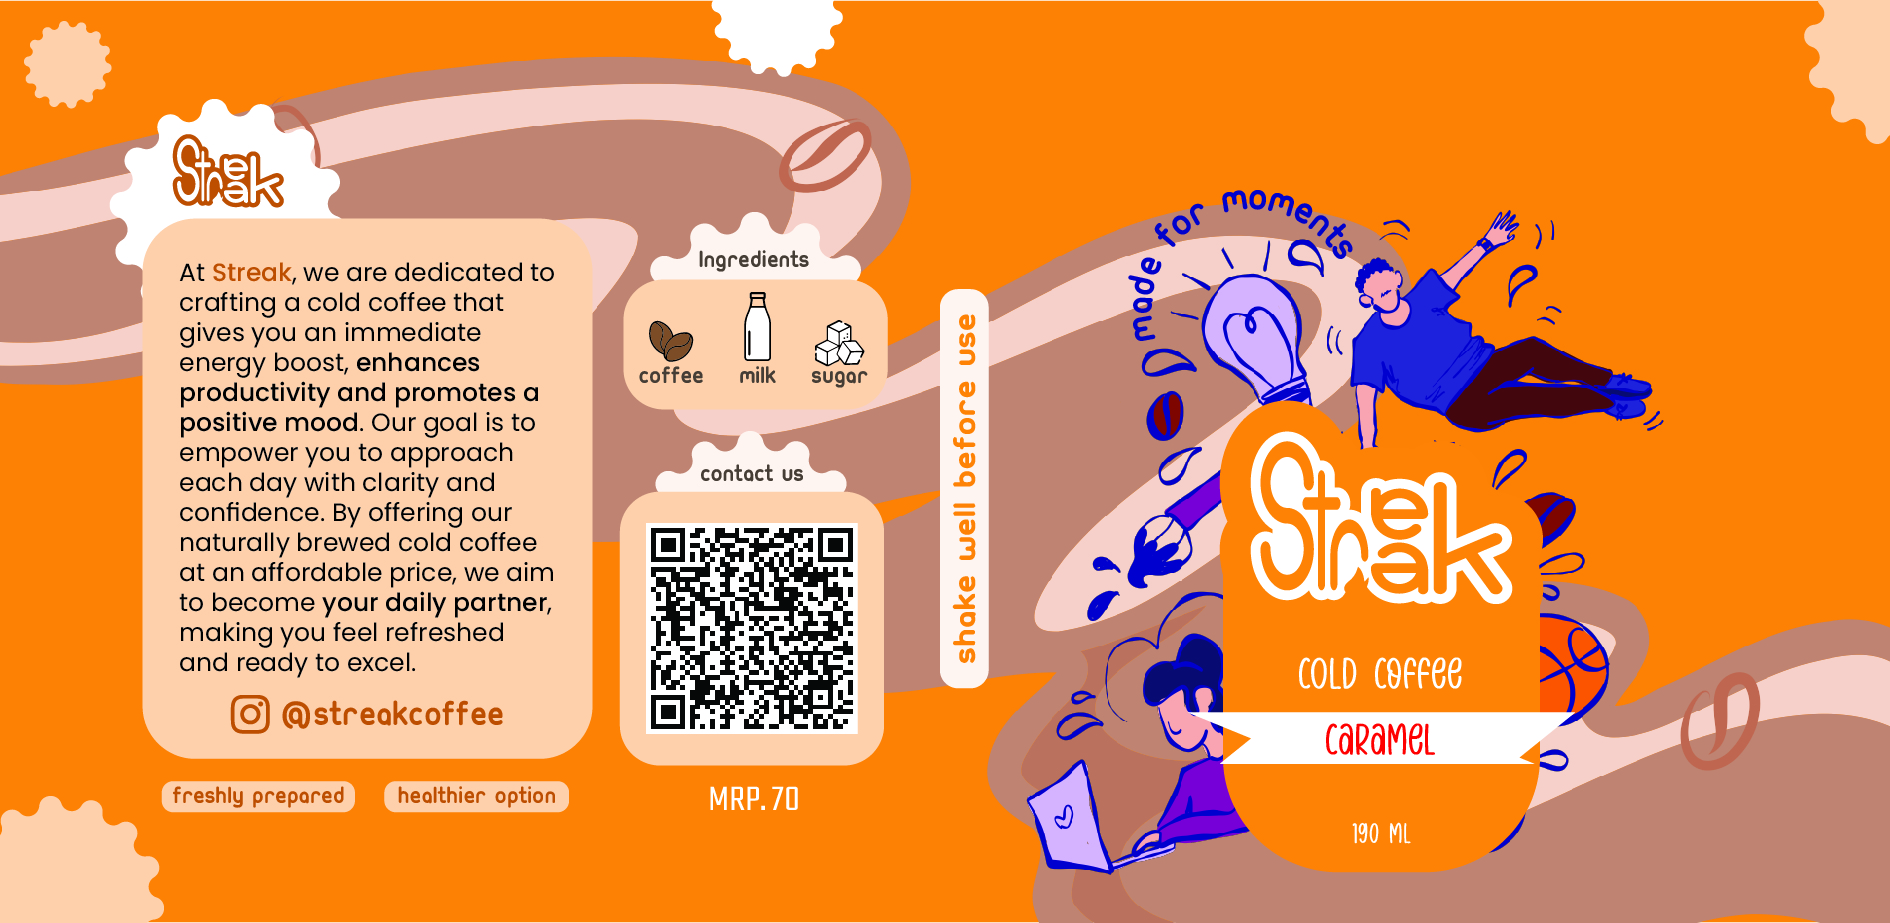 Streak
At Streak, we are dedicated to
crafting a cold coffee that
gives you an immediate
energy boost, enhances
productivity and promotes a
positive mood. Our goal is to
empower you to approach
each day with clarity and
confidence. By offering our
naturally brewed cold coffee
at an affordable price, we aim
to become your daily partner,
making you feel refreshed
and ready to excel.
@streakcoffee
freshly prepared
healthier option
Ingredients
coffee
milk
sugar
contact us
MRP. 70
shake well before use
made for moments
Streak
COLD COFFEE
CARAMEL
190 ML